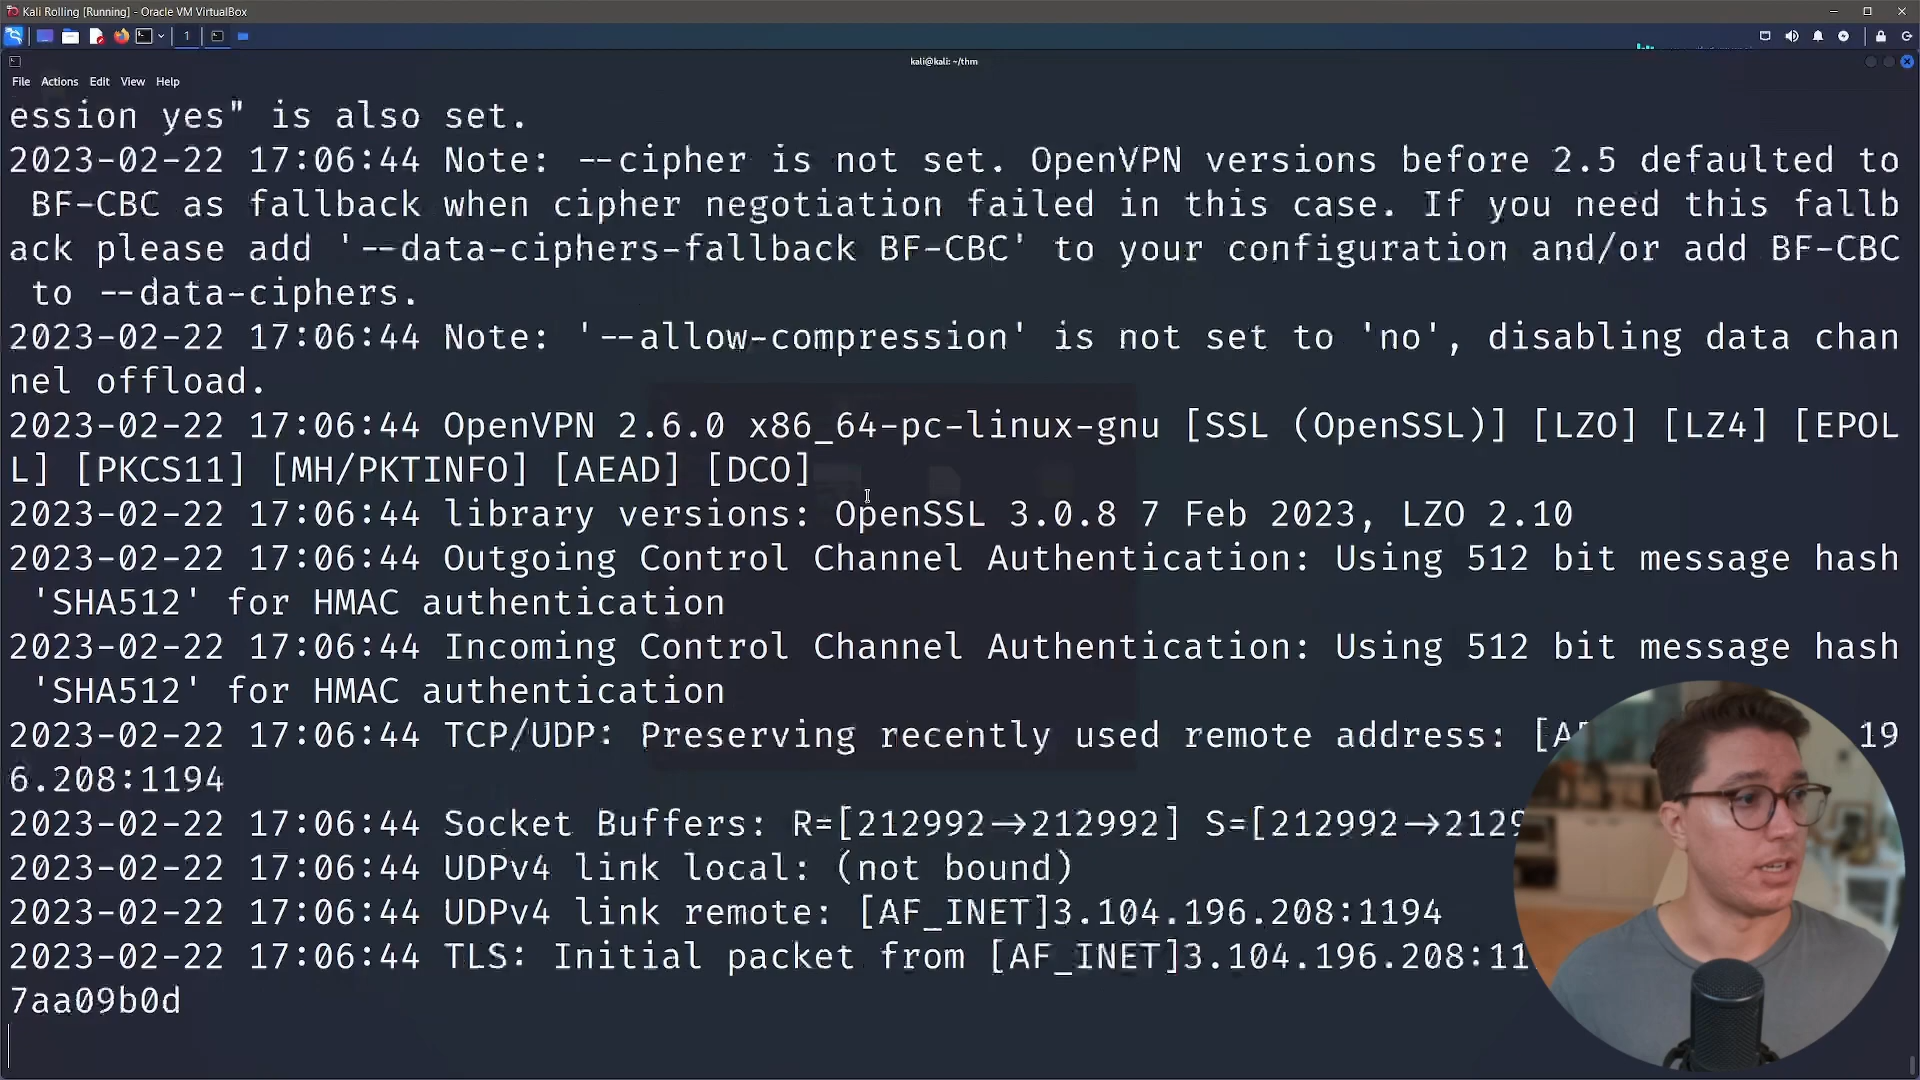 Kali Rolling [Running] - Oracle VM VirtualBox
1
kali@kali: ~/thm
File Actions Edit View Help
ession yes" is also set.
2023-02-22 17:06:44 Note: --cipher is not set. OpenVPN versions before 2.5 defaulted to
BF-CBC as fallback when cipher negotiation failed in this case. If you need this fallb
ack please add '--data-ciphers-fallback BF-CBC' to your configuration and/or add BF-CBC
to --data-ciphers.
2023-02-22 17:06:44 Note: '--allow-compression' is not set to 'no', disabling data chan
nel offload.
2023-02-22 17:06:44 OpenVPN 2.6.0 x86_64-pc-linux-gnu [SSL (OpenSSL)] [LZO] [LZ4] [EPOL
L] [PKCS11] [MH/PKTINFO] [AEAD] [DCO]
2023-02-22 17:06:44 library versions: OpenSSL 3.0.8 7 Feb 2023, LZO 2.10
2023-02-22 17:06:44 Outgoing Control Channel Authentication: Using 512 bit message hash
'SHA512' for HMAC authentication
2023-02-22 17:06:44 Incoming Control Channel Authentication: Using 512 bit message hash
'SHA512' for HMAC authentication
2023-02-22 17:06:44 TCP/UDP: Preserving recently used remote address: [AF 19
6.208:1194
2023-02-22 17:06:44 Socket Buffers: R=[212992→212992] S=[212992→2129
2023-02-22 17:06:44 UDPv4 link local: (not bound)
2023-02-22 17:06:44 UDPv4 link remote: [AF_INET]3.104.196.208:1194
2023-02-22 17:06:44 TLS: Initial packet from [AF_INET]3.104.196.208:11
7aa09b0d